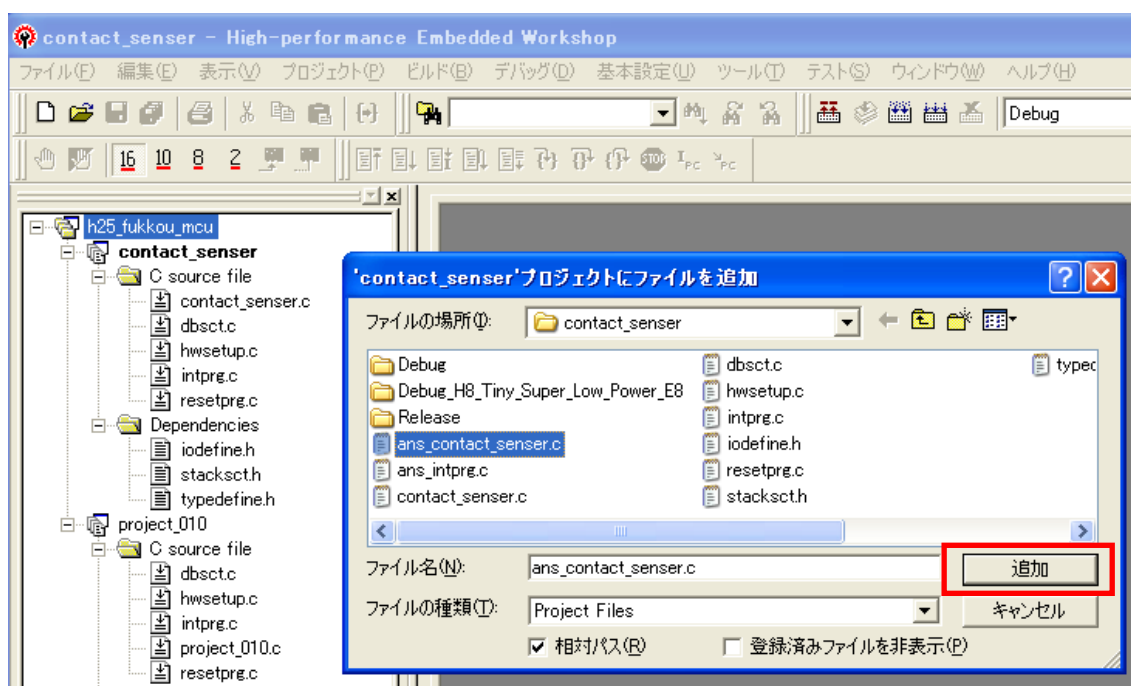 contact_senser - High-performance Embedded Workshop
ファイル(F) 編集(E) 表示(V) プロジェクト(P) ビルド(B) デバッグ(D) 基本設定(U) ツール(T) テスト(S) ウィンドウ(W) ヘルプ(H)
Debug
16 10 8 2 STOP IPC PC
h25_fukkou_mcu
contact_senser
C source file
contact_senser.c
dbsct.c
hwsetup.c
intprg.c
resetprg.c
Dependencies
iodefine.h
stacksct.h
typedefine.h
project_010
C source file
dbsct.c
hwsetup.c
intprg.c
project_010.c
resetprg.c
'contact_senser'プロジェクトにファイルを追加
ファイルの場所(I): contact_senser
Debug
Debug_H8_Tiny_Super_Low_Power_E8
Release
ans_contact_senser.c
ans_intprg.c
contact_senser.c
dbsct.c
hwsetup.c
intprg.c
iodefine.h
resetprg.c
stacksct.h
typec
ファイル名(N): ans_contact_senser.c 追加
ファイルの種類(T): Project Files キャンセル
相対パス(R) 登録済みファイルを非表示(P)